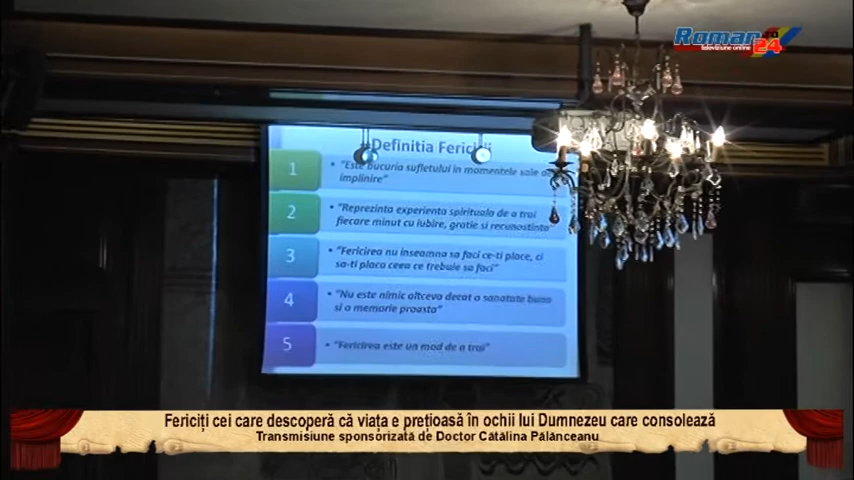 Roman24.ro
televiziune online
Definitia Fericirii
1
• "Este bucuria sufletului in momentele sale de
implinire"
2
• "Reprezinta experienta spirituala de a trai
fiecare minut cu iubire, gratie si recunostinta"
3
• "Fericirea nu inseamna sa faci ce-ti place, ci
sa-ti placa ceea ce trebuie sa faci"
4
• "Nu este nimic altceva decat o sanatate buna
si o memorie proasta"
5
• "Fericirea este un mod de a trai"
Fericiți cei care descoperă că viața e prețioasă în ochii lui Dumnezeu care consolează
Transmisiune sponsorizată de Doctor Cătălina Pălănceanu